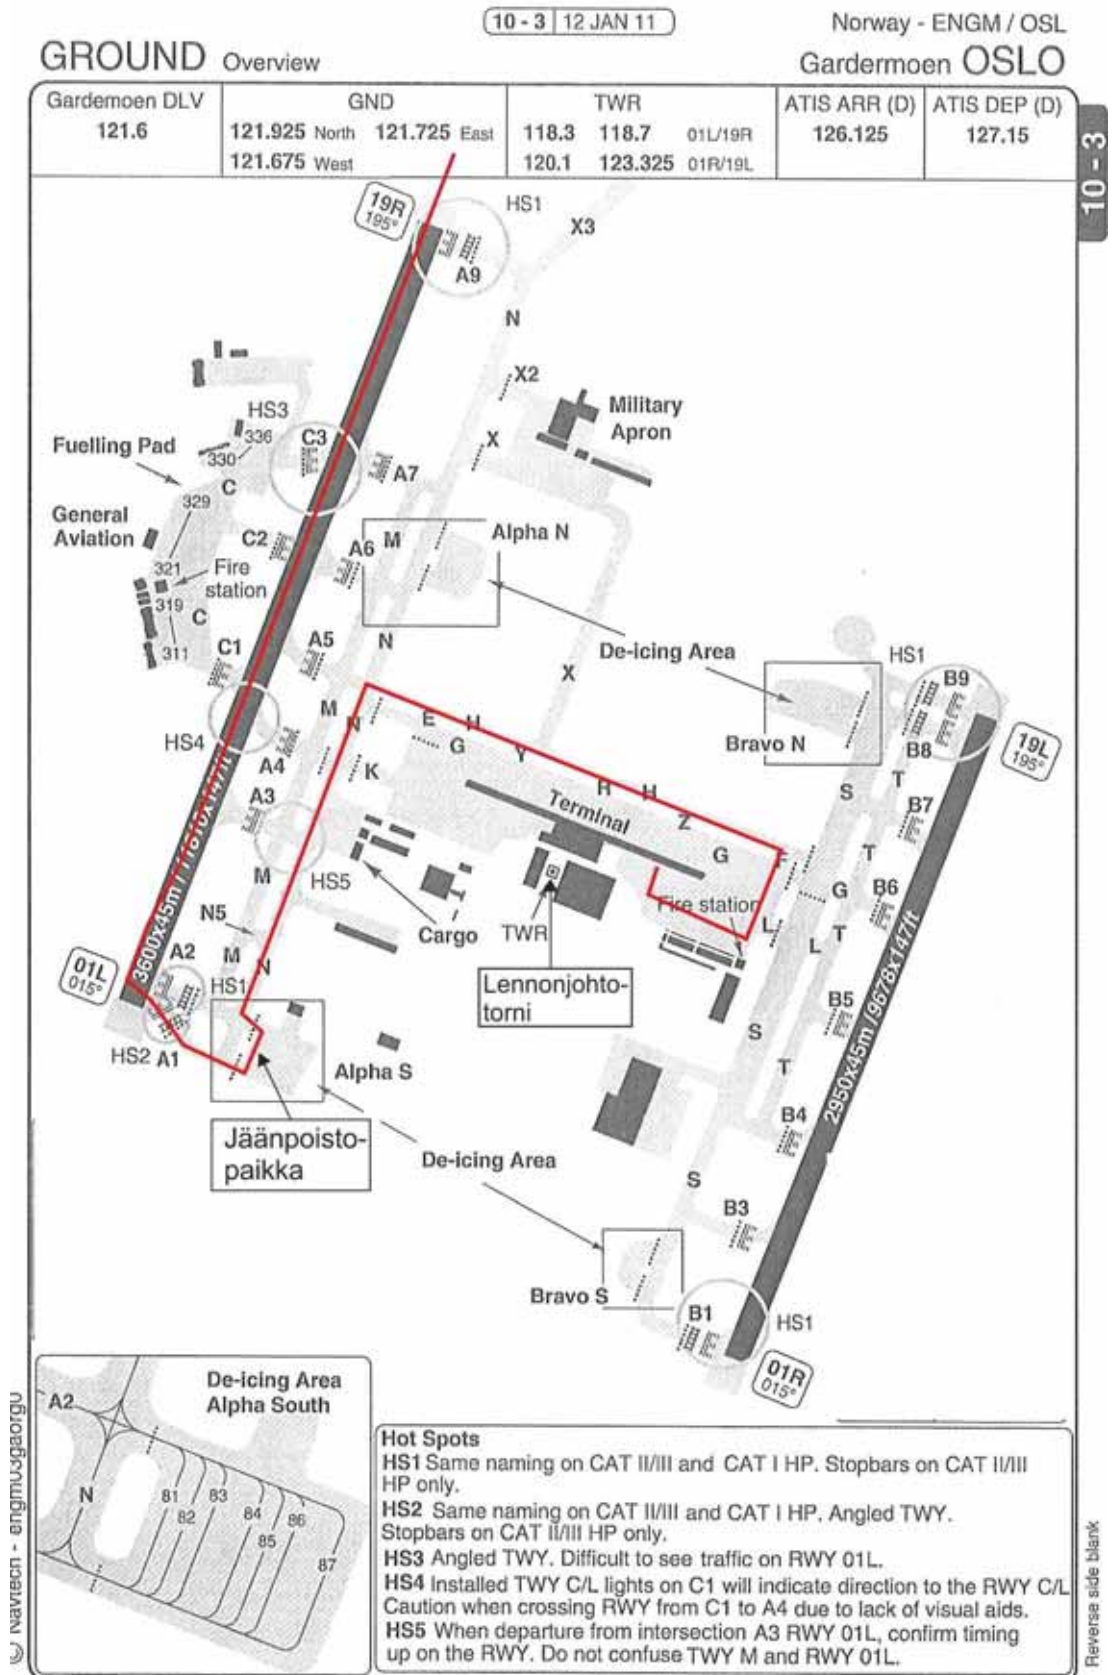 10 - 3 12 JAN 11
Norway - ENGM / OSL
GROUND Overview
Gardermoen OSLO
Gardemoen DLV
121.6
GND
121.925 North 121.725 East
121.675 West
TWR
118.3 118.7 01L/19R
120.1 123.325 01R/19L
ATIS ARR (D)
126.125
ATIS DEP (D)
127.15
10 - 3
19R
195°
HS1
X3
A9
N
X2
Military
Apron
HS3
336
C3
X
Fuelling Pad
330
A7
C
329
General
Aviation
C2
M
Alpha N
A6
321
Fire
station
319
C
N
De-icing Area
HS1
311
C1
A5
X
B9
M
N
E
H
HS4
G
Y
Bravo N
B8
19L
195°
A4
K
R
H
S
T
A3
Terminal
Z
B7
G
F
T
M
HS5
B6
Fire station
G
N5
Cargo
TWR
L
T
A2
M
N
L
01L
015°
3600x45m
HS1
Lennonjohto-
torni
B5
S
HS2 A1
Alpha S
T
2950x45m / 9678x147ft
Jäänpoisto-
paikka
B4
De-icing Area
S
B3
Bravo S
B1
HS1
01R
015°
De-icing Area
Alpha South
A2
N
81
82
83
84
85
86
87
Hot Spots
HS1 Same naming on CAT II/III and CAT I HP. Stopbars on CAT II/III
HP only.
HS2 Same naming on CAT II/III and CAT I HP. Angled TWY.
Stopbars on CAT II/III HP only.
HS3 Angled TWY. Difficult to see traffic on RWY 01L.
HS4 Installed TWY C/L lights on C1 will indicate direction to the RWY C/L
Caution when crossing RWY from C1 to A4 due to lack of visual aids.
HS5 When departure from intersection A3 RWY 01L, confirm timing
up on the RWY. Do not confuse TWY M and RWY 01L.
Reverse side blank